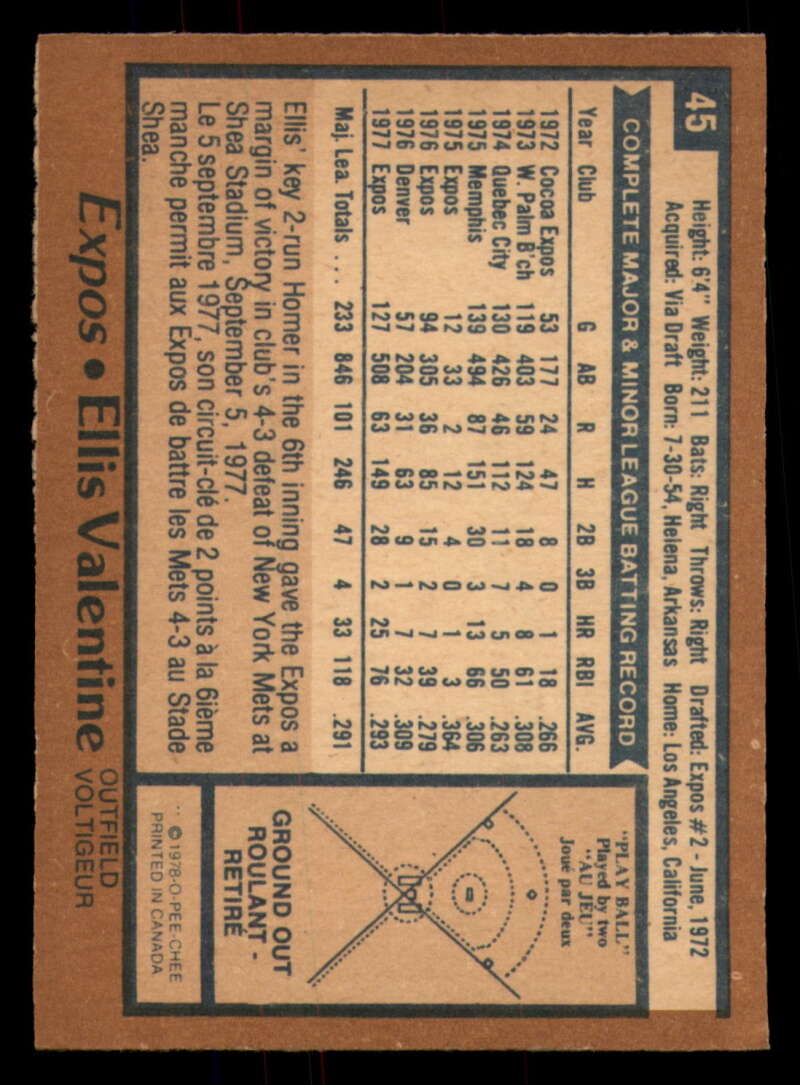 45
Height: 6'4" Weight: 211 Bats: Right Throws: Right Drafted: Expos #2 - June, 1972
Acquired: Via Draft Born: 7-30-54, Helena, Arkansas Home: Los Angeles, California
COMPLETE MAJOR & MINOR LEAGUE BATTING RECORD
Year Club G AB R H 2B 3B HR RBI AVG.
1972 Cocoa Expos 53 177 24 47 8 0 1 18 .266
1973 W. Palm B'ch 119 403 59 124 18 4 8 61 .308
1974 Quebec City 130 426 46 112 11 7 5 50 .263
1975 Memphis 139 494 87 151 30 3 13 66 .306
1975 Expos 12 33 2 12 4 0 1 3 .364
1976 Expos 94 305 36 85 15 2 7 39 .279
1976 Denver 57 204 31 63 9 1 7 32 .309
1977 Expos 127 508 63 149 28 2 25 76 .293
Maj. Lea. Totals ... 233 846 101 246 47 4 33 118 .291
Ellis' key 2-run Homer in the 6th inning gave the Expos a
margin of victory in club's 4-3 defeat of New York Mets at
Shea Stadium, September 5, 1977.
Le 5 septembre 1977, son circuit-clé de 2 points à la 6ième
manche permit aux Expos de battre les Mets 4-3 au Stade
Shea.
"PLAY BALL"
Played by two
"AU JEU"
Joué par deux
GROUND OUT
ROULANT -
RETIRÉ
© 1978-O-PEE-CHEE
PRINTED IN CANADA
Expos • Ellis Valentine OUTFIELD
VOLTIGEUR